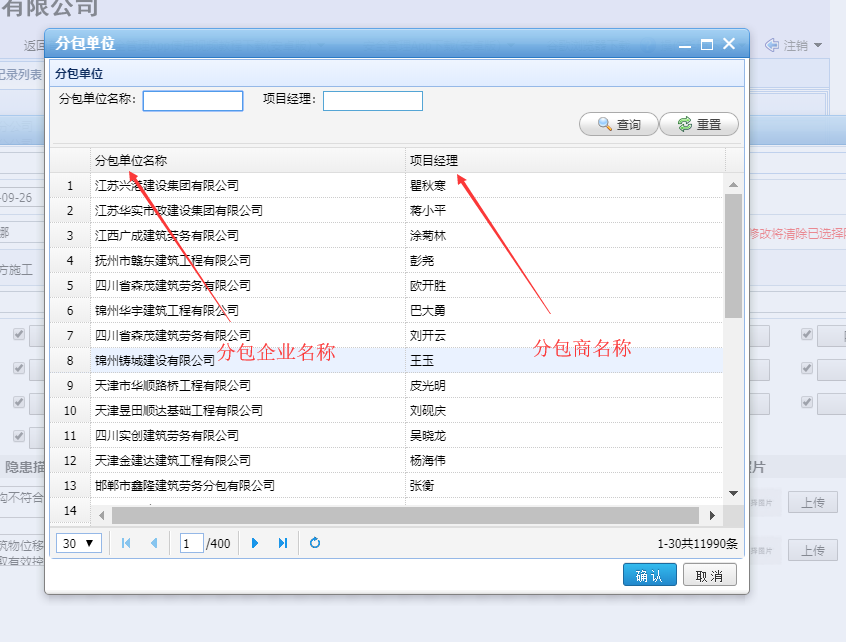 有限公司
返回
注销
记录列表
-09-26
那
方施工
修改将清除已选择
隐患描
片
沟不符合
上传
筑物位移
取有效控
上传
分包单位
分包单位
分包单位名称:
项目经理:
查询
重置
分包单位名称 项目经理
1 江苏兴港建设集团有限公司 瞿秋寒
2 江苏华实市政建设集团有限公司 蒋小平
3 江西广成建筑劳务有限公司 涂菊林
4 抚州市赣东建筑工程有限公司 彭尧
5 四川省森茂建筑劳务有限公司 欧开胜
6 锦州华宇建筑工程有限公司 巴大勇
7 四川省森茂建筑劳务有限公司 刘开云
分包企业名称
分包商名称
8 锦州铸城建设有限公司 王玉
9 天津市华顺路桥工程有限公司 皮光明
10 天津昱田顺达基础工程有限公司 刘砚庆
11 四川实创建筑劳务有限公司 吴晓龙
12 天津金建达建筑工程有限公司 杨海伟
13 邯郸市鑫隆建筑劳务分包有限公司 张衡
14
30 1 /400 1-30共11990条
确认 取消